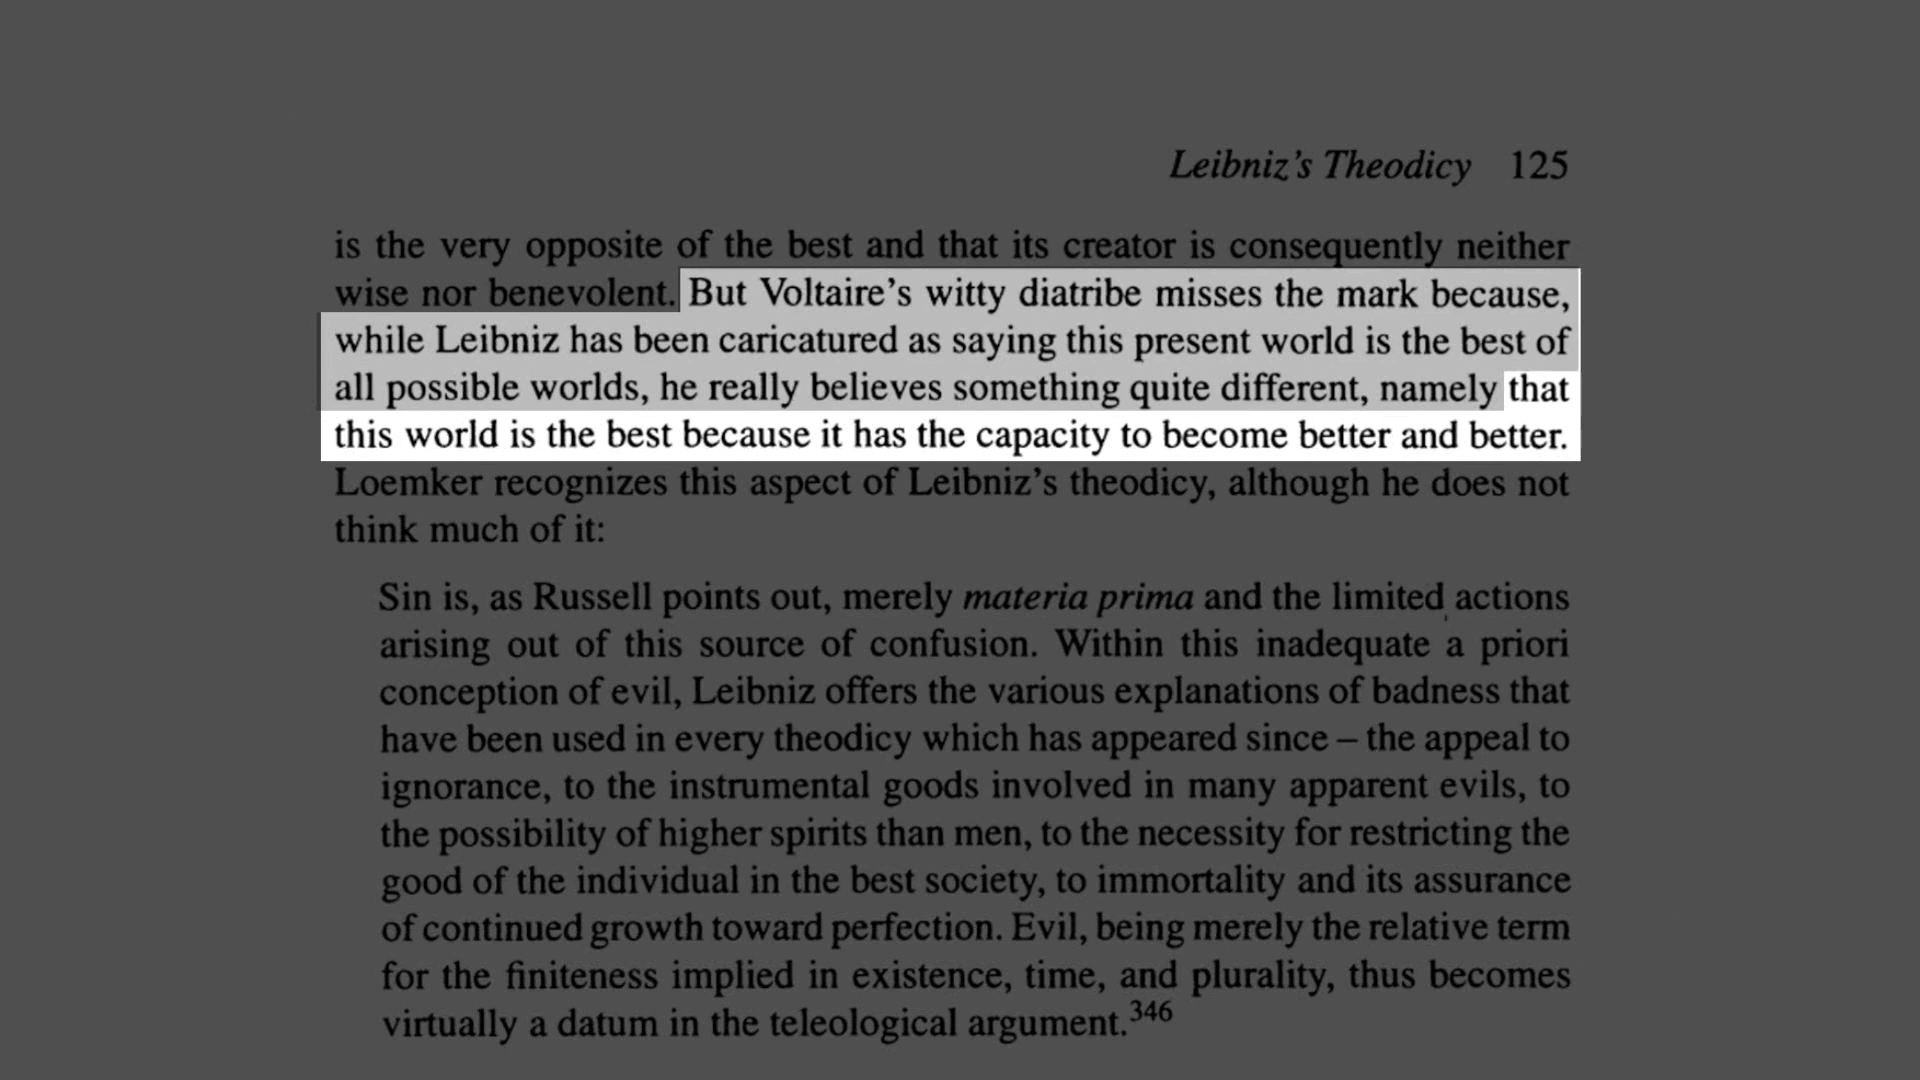 Leibniz's Theodicy 125
is the very opposite of the best and that its creator is consequently neither
wise nor benevolent. But Voltaire's witty diatribe misses the mark because,
while Leibniz has been caricatured as saying this present world is the best of
all possible worlds, he really believes something quite different, namely that
this world is the best because it has the capacity to become better and better.
Loemker recognizes this aspect of Leibniz's theodicy, although he does not
think much of it:
Sin is, as Russell points out, merely materia prima and the limited actions
arising out of this source of confusion. Within this inadequate a priori
conception of evil, Leibniz offers the various explanations of badness that
have been used in every theodicy which has appeared since – the appeal to
ignorance, to the instrumental goods involved in many apparent evils, to
the possibility of higher spirits than men, to the necessity for restricting the
good of the individual in the best society, to immortality and its assurance
of continued growth toward perfection. Evil, being merely the relative term
for the finiteness implied in existence, time, and plurality, thus becomes
virtually a datum in the teleological argument.346